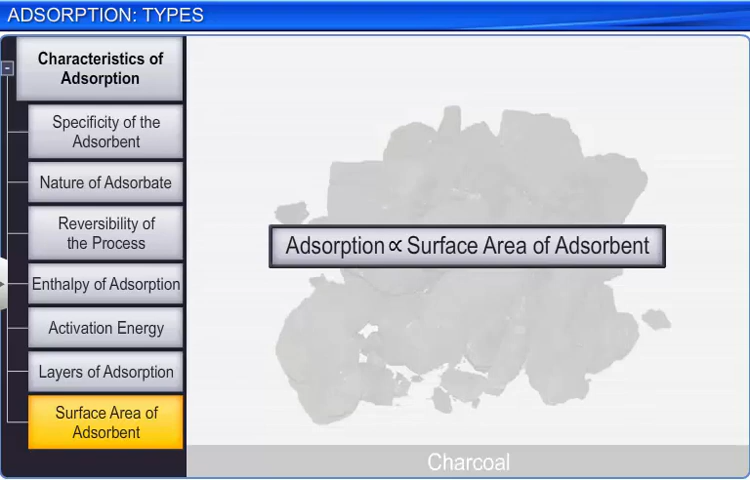 ADSORPTION: TYPES
Characteristics of
Adsorption
Specificity of the
Adsorbent
Nature of Adsorbate
Reversibility of
the Process
Enthalpy of Adsorption
Activation Energy
Layers of Adsorption
Surface Area of
Adsorbent
Adsorption ∝ Surface Area of Adsorbent
Charcoal